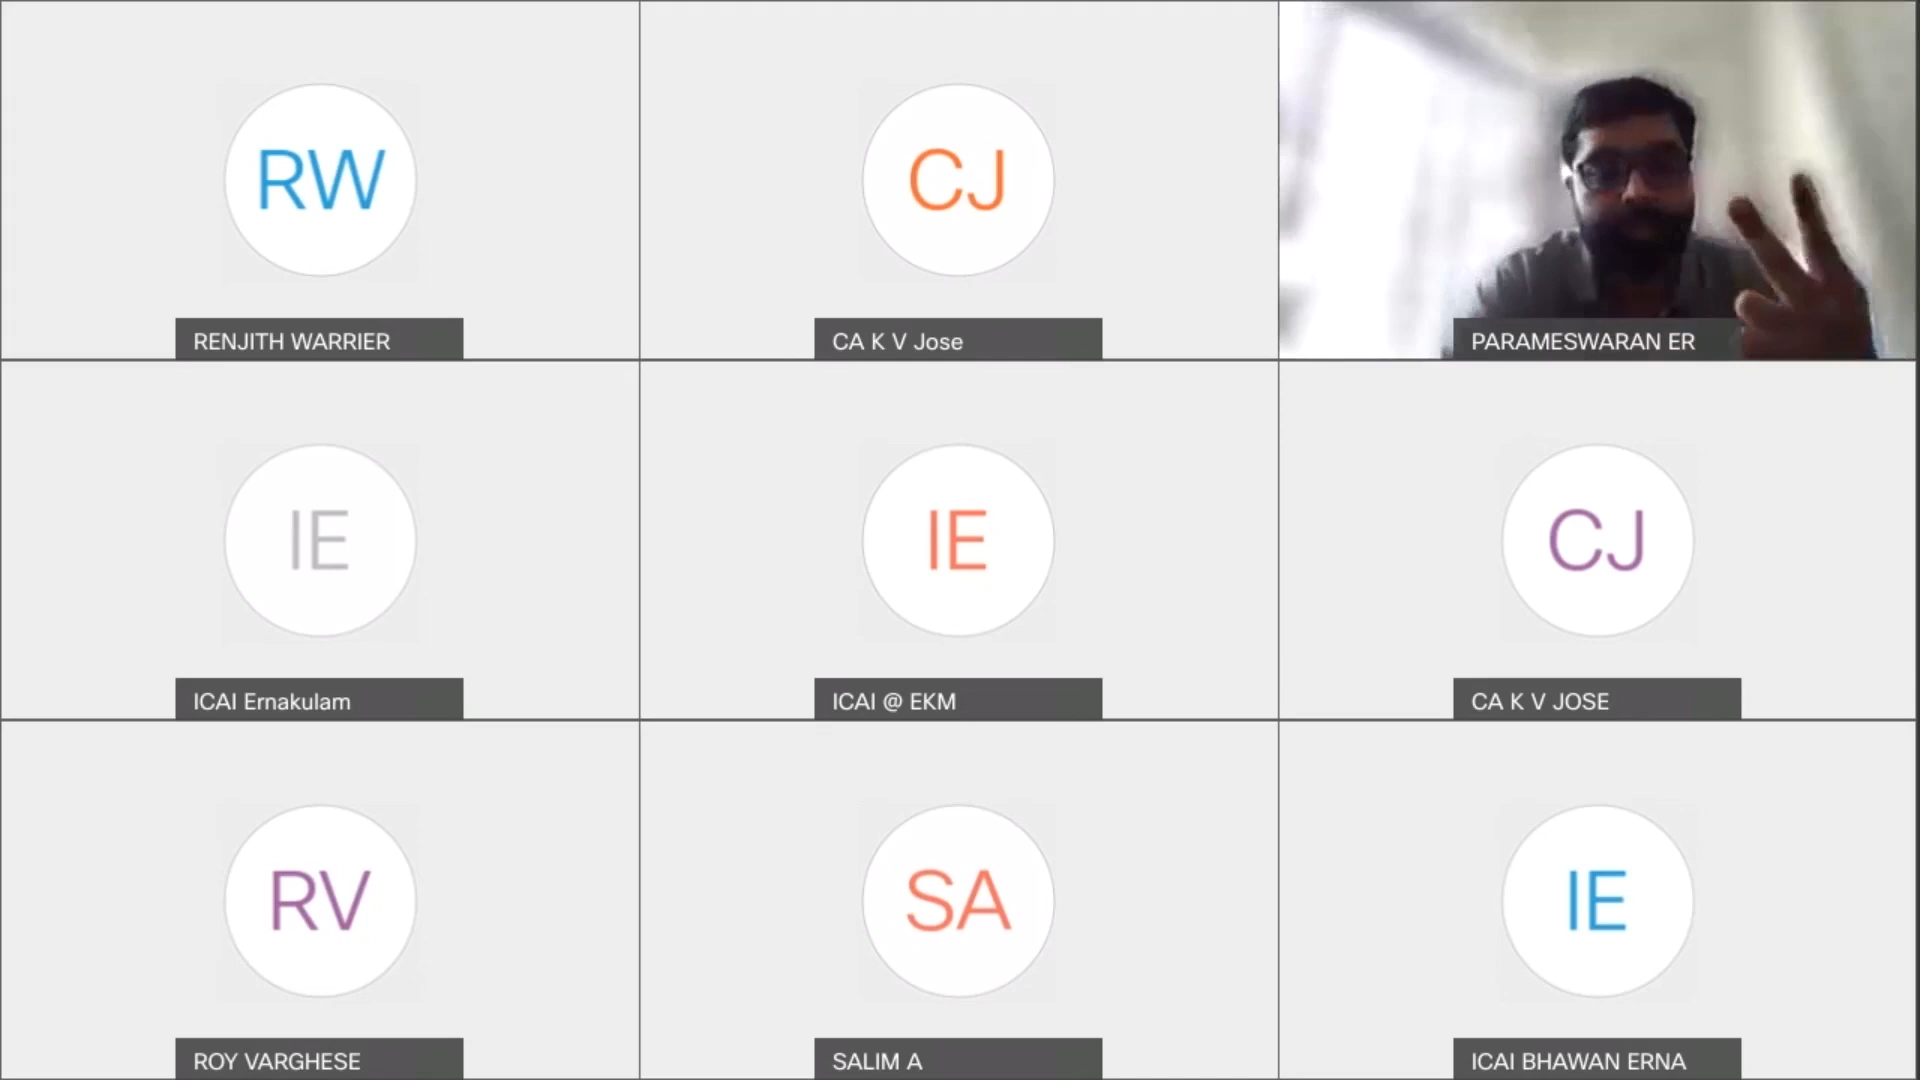 RW
CJ
RENJITH WARRIER
CA K V Jose
PARAMESWARAN ER
IE
IE
CJ
ICAI Ernakulam
ICAI @ EKM
CA K V JOSE
RV
SA
IE
ROY VARGHESE
SALIM A
ICAI BHAWAN ERNA